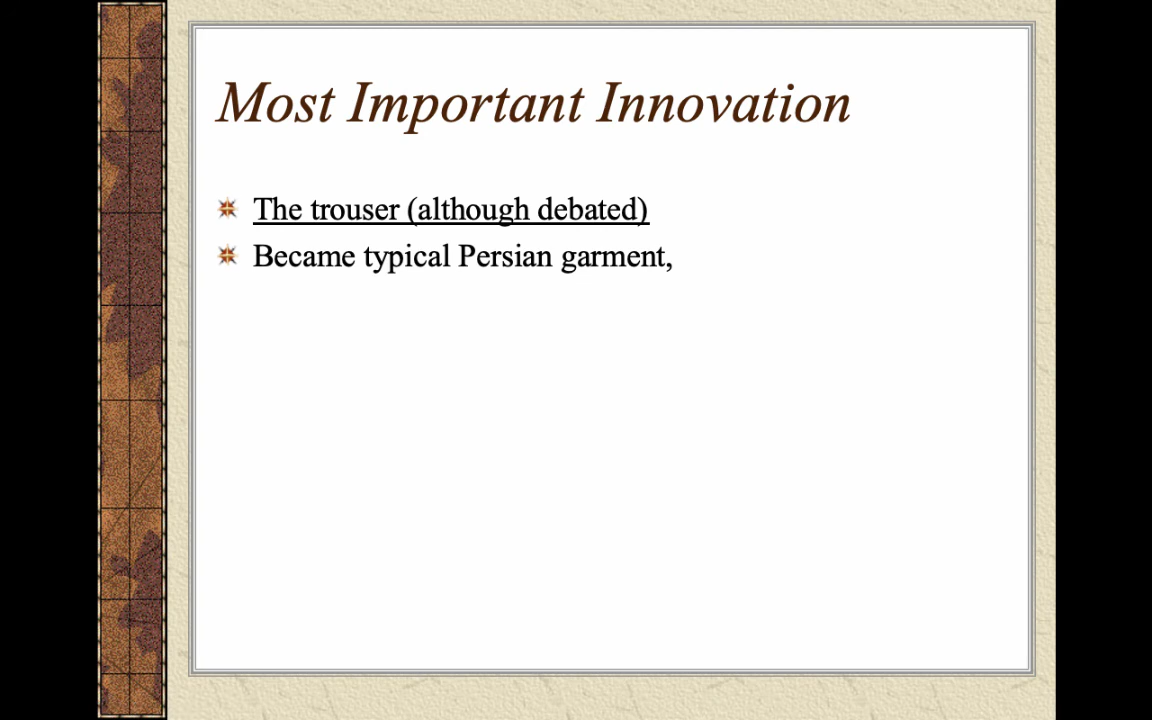 Most Important Innovation
The trouser (although debated)
Became typical Persian garment,